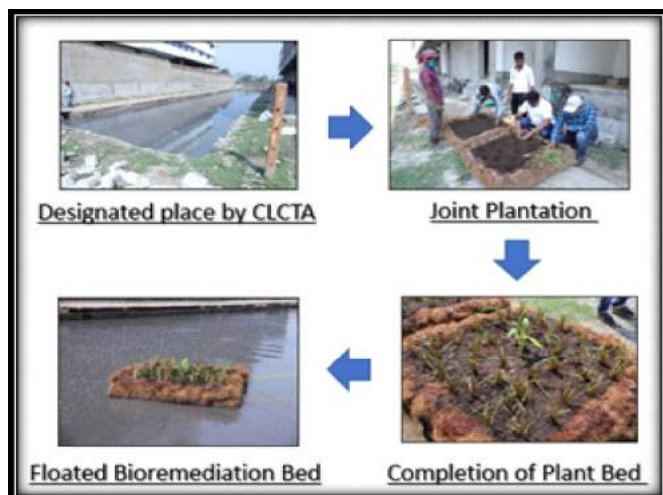 Designated place by CLCTA
Joint Plantation
Floated Bioremediation Bed
Completion of Plant Bed